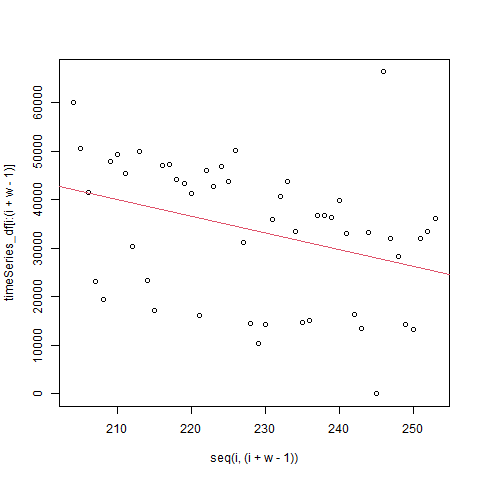 timeSeries_df[i:(i + w - 1)]
60000
50000
40000
30000
20000
10000
0
210 220 230 240 250
seq(i, (i + w - 1))